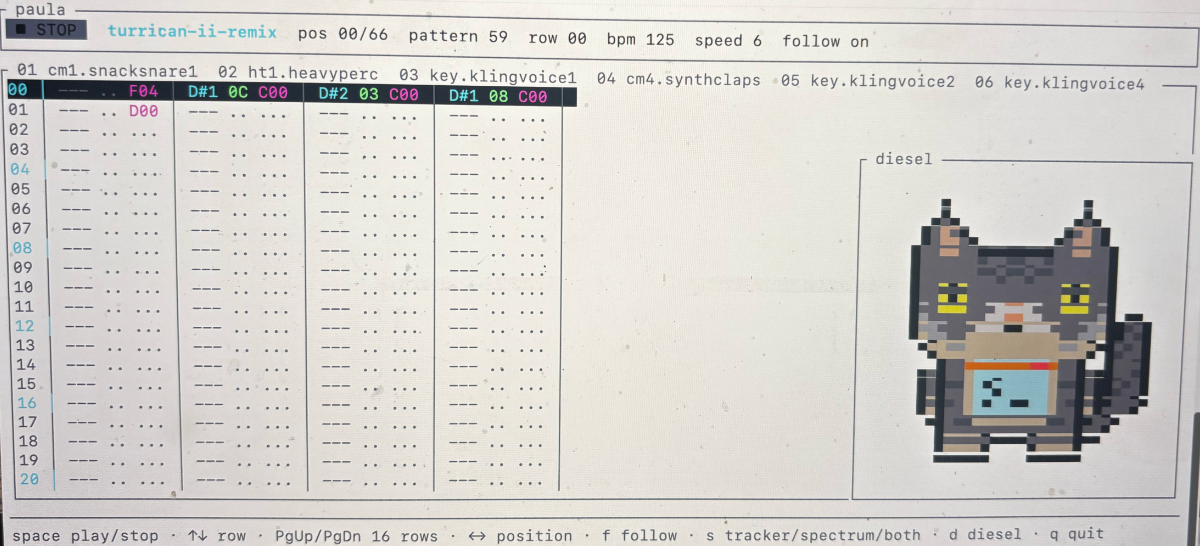 paula
■ STOP turrican-ii-remix pos 00/66 pattern 59 row 00 bpm 125 speed 6 follow on
01 cm1.snacksnare1 02 ht1.heavyperc 03 key.klingvoice1 04 cm4.synthclaps 05 key.klingvoice2 06 key.klingvoice4
00 --- .. F04 D#1 0C C00 D#2 03 C00 D#1 08 C00
01 --- .. D00 --- .. ... --- .. ... --- .. ...
02 --- .. ... --- .. ... --- .. ... --- .. ...
03 --- .. ... --- .. ... --- .. ... --- .. ...
04 --- .. ... --- .. ... --- .. ... --- .. ...
05 --- .. ... --- .. ... --- .. ... --- .. ...
06 --- .. ... --- .. ... --- .. ... --- .. ...
07 --- .. ... --- .. ... --- .. ... --- .. ...
08 --- .. ... --- .. ... --- .. ... --- .. ...
09 --- .. ... --- .. ... --- .. ... --- .. ...
10 --- .. ... --- .. ... --- .. ... --- .. ...
11 --- .. ... --- .. ... --- .. ... --- .. ...
12 --- .. ... --- .. ... --- .. ... --- .. ...
13 --- .. ... --- .. ... --- .. ... --- .. ...
14 --- .. ... --- .. ... --- .. ... --- .. ...
15 --- .. ... --- .. ... --- .. ... --- .. ...
16 --- .. ... --- .. ... --- .. ... --- .. ...
17 --- .. ... --- .. ... --- .. ... --- .. ...
18 --- .. ... --- .. ... --- .. ... --- .. ...
19 --- .. ... --- .. ... --- .. ... --- .. ...
20 --- .. ... --- .. ... --- .. ... --- .. ...
diesel
space play/stop · ↑↓ row · PgUp/PgDn 16 rows · ↔ position · f follow · s tracker/spectrum/both · d diesel · q quit